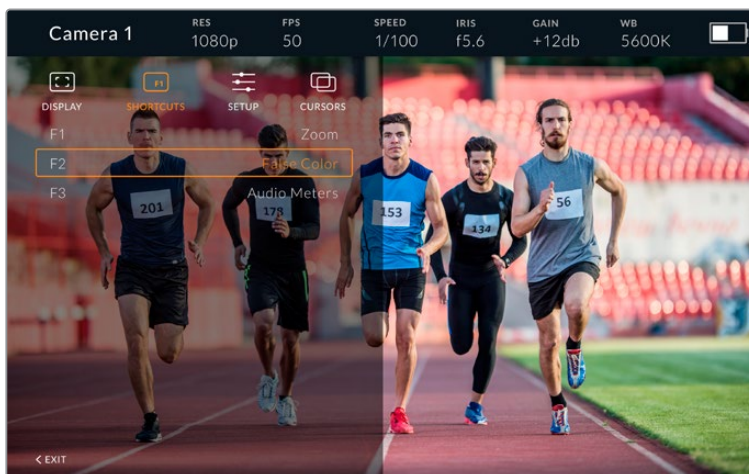 Camera 1
RES FPS SPEED IRIS GAIN WB
1080p 50 1/100 f5.6 +12db 5600K
F1
DISPLAY SHORTCUTS SETUP CURSORS
F1 Zoom
F2 False Color
F3 Audio Meters
201
178
153
134
56
< EXIT